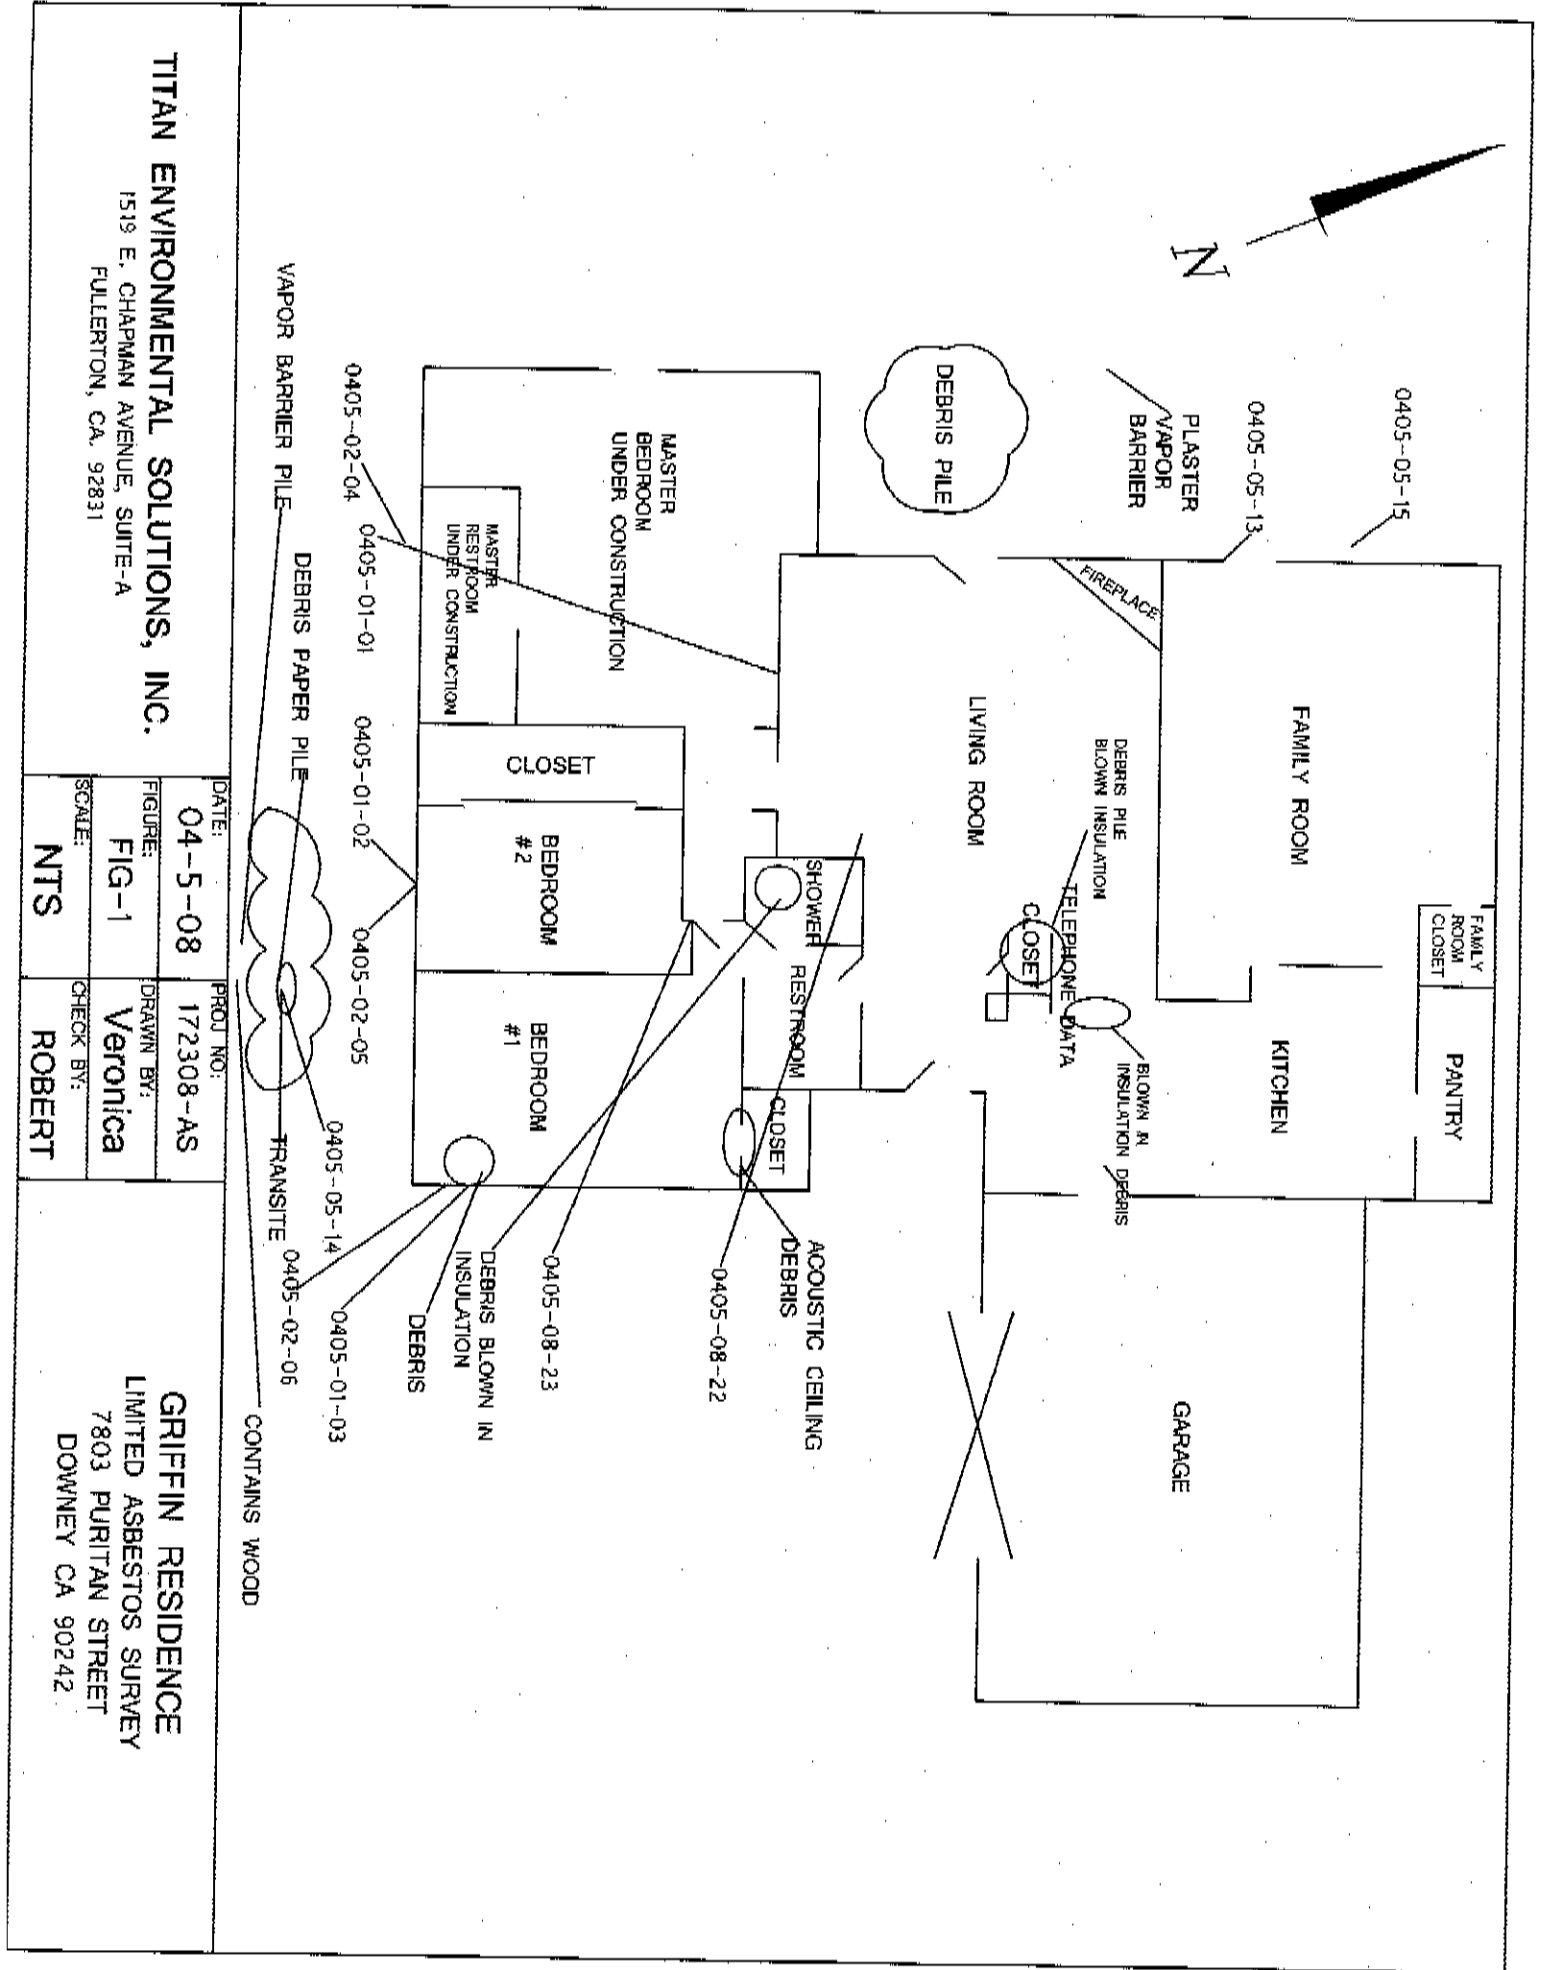 0405-05-15
0405-05-13
PLASTER
VAPOR
BARRIER
N
DEBRIS PILE
FAMILY ROOM
FAMILY
ROOM
CLOSET
PANTRY
KITCHEN
GARAGE
FIREPLACE
LIVING ROOM
DEBRIS PILE
BLOWN INSULATION
TELEPHONE DATA
CLOSET
BLOWN IN
INSULATION DEBRIS
MASTER
BEDROOM
UNDER CONSTRUCTION
MASTER
RESTROOM
UNDER CONSTRUCTION
SHOWER
RESTROOM
CLOSET
CLOSET
BEDROOM
#2
BEDROOM
#1
ACOUSTIC CEILING
DEBRIS
0405-08-22
0405-08-23
DEBRIS BLOWN IN
INSULATION
DEBRIS
0405-02-04
0405-01-01
0405-01-02
0405-02-05
0405-01-03
0405-02-06
0405-05-14
TRANSITE
DEBRIS PAPER PILE
VAPOR BARRIER PILE
CONTAINS WOOD
TITAN ENVIRONMENTAL SOLUTIONS, INC.
1519 E. CHAPMAN AVENUE, SUITE-A
FULLERTON, CA. 92831
DATE:
04-5-08
PROJ NO:
172308-AS
FIGURE:
FIG-1
DRAWN BY:
Veronica
SCALE:
NTS
CHECK BY:
ROBERT
GRIFFIN RESIDENCE
LIMITED ASBESTOS SURVEY
7803 PURITAN STREET
DOWNEY CA 90242